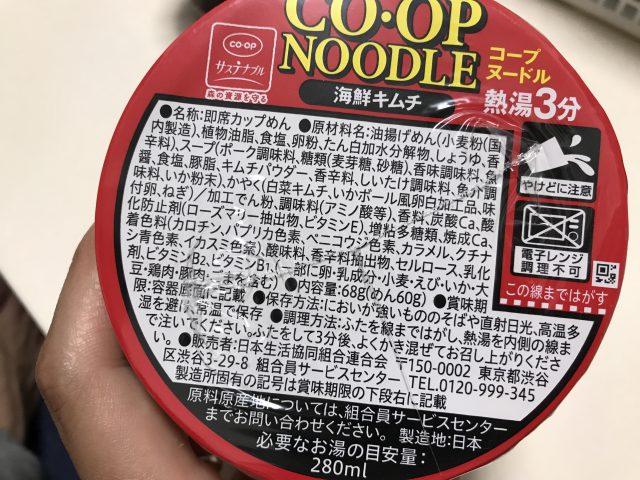 CO·OP
NOODLE
コープ
ヌードル
海鮮キムチ
熱湯3分
CO・OP
サステナブル
森の資源を守る
●名称:即席カップめん ●原材料名:油揚げめん(小麦粉(国
内製造)、植物油脂、食塩、卵粉、たん白加水分解物、しょうゆ、香
辛料)、スープ(ポーク調味料、糖類(麦芽糖、砂糖)、香味調味料、魚
醤、食塩、豚脂、キムチパウダー、香辛料、しいたけ調味料、魚汁調
味料、いか粉末)、かやく(白菜キムチ、いかボール風卵白加工品、味
付卵、ねぎ)/加工でん粉、調味料(アミノ酸等)、香料、炭酸Ca、酸
化防止剤(ローズマリー抽出物、ビタミンE)、増粘多糖類、焼成Ca、
着色料(カロチン、パプリカ色素、ベニコウジ色素、カラメル、クチナ
シ青色素、イカスミ色素)、酸味料、香辛料抽出物、セルロース、乳化
剤、ビタミンB2、ビタミンB1、(一部に卵・乳成分・小麦・えび・いか・大
豆・鶏肉・豚肉・ごまを含む) ●内容量:68g(めん60g) ●賞味期
限:容器底面に記載 ●保存方法:においが強いもののそばや直射日光、高温多
湿を避け常温で保存 ●調理方法:ふたを線まではがし、熱湯を内側の線ま
で注いでください。ふたをして3分後、よくかき混ぜてお召し上がりくださ
い。●販売者:日本生活協同組合連合会 〒150-0002 東京都渋谷
区渋谷3-29-8 組合員サービスセンター TEL.0120-999-345
製造所固有の記号は賞味期限の下段右に記載
原料原産地については、組合員サービスセンター
までお問い合わせください。 製造地:日本
必要なお湯の目安量:
280ml
やけどに注意
電子レンジ
調理不可
この線まではがす